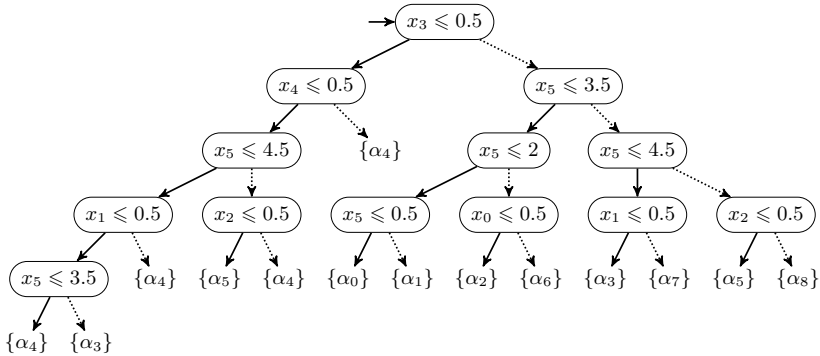 x₃ ⩽ 0.5
x₄ ⩽ 0.5 x₅ ⩽ 3.5
x₅ ⩽ 4.5 {α₄} x₅ ⩽ 2 x₅ ⩽ 4.5
x₁ ⩽ 0.5 x₂ ⩽ 0.5 x₅ ⩽ 0.5 x₀ ⩽ 0.5 x₁ ⩽ 0.5 x₂ ⩽ 0.5
x₅ ⩽ 3.5 {α₄} {α₅} {α₄} {α₀} {α₁} {α₂} {α₆} {α₃} {α₇} {α₅} {α₈}
{α₄} {α₃}